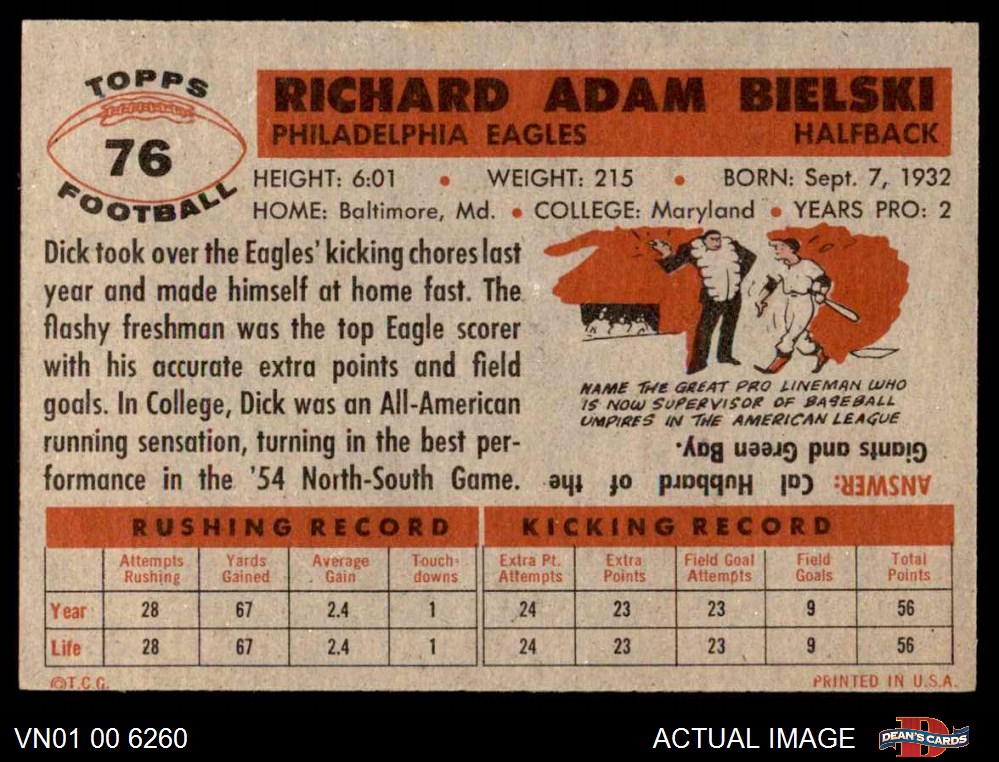 TOPPS
76
FOOTBALL
RICHARD ADAM BIELSKI
PHILADELPHIA EAGLES HALFBACK
HEIGHT: 6:01 • WEIGHT: 215 • BORN: Sept. 7, 1932
HOME: Baltimore, Md. • COLLEGE: Maryland • YEARS PRO: 2
Dick took over the Eagles' kicking chores last
year and made himself at home fast. The
flashy freshman was the top Eagle scorer
with his accurate extra points and field
goals. In College, Dick was an All-American
running sensation, turning in the best per-
formance in the '54 North-South Game.
NAME THE GREAT PRO LINEMAN WHO
IS NOW SUPERVISOR OF BASEBALL
UMPIRES IN THE AMERICAN LEAGUE
ANSWER: Cal Hubbard of the
Giants and Green Bay.
RUSHING RECORD KICKING RECORD
Attempts Yards Average Touch- Extra Pt. Extra Field Goal Field Total
Rushing Gained Gain downs Attempts Points Attempts Goals Points
Year 28 67 2.4 1 24 23 23 9 56
Life 28 67 2.4 1 24 23 23 9 56
©T.C.G. PRINTED IN U.S.A.
VN01 00 6260 ACTUAL IMAGE D DEAN'S CARDS